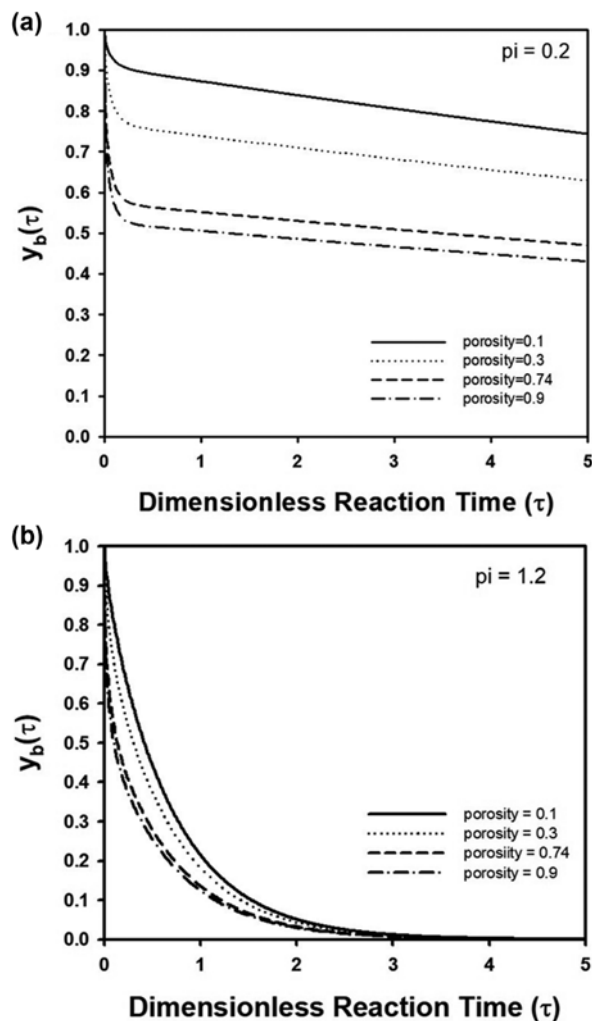 (a)
pi = 0.2
1.0
0.9
0.8
0.7
0.6
0.5
0.4
0.3
0.2
0.1
0.0
y_b(τ)
porosity=0.1
porosity=0.3
porosity=0.74
porosity=0.9
0 1 2 3 4 5
Dimensionless Reaction Time (τ)
(b)
pi = 1.2
1.0
0.9
0.8
0.7
0.6
0.5
0.4
0.3
0.2
0.1
0.0
y_b(τ)
porosity = 0.1
porosity = 0.3
porosiity = 0.74
porosity = 0.9
0 1 2 3 4 5
Dimensionless Reaction Time (τ)